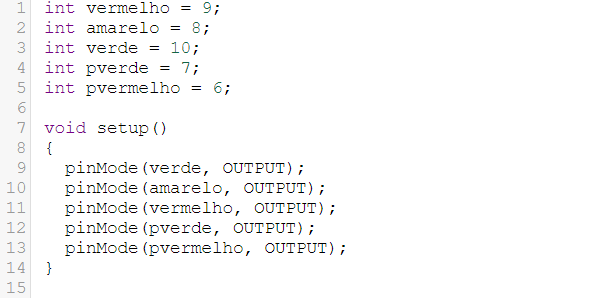 1 int vermelho = 9;
2 int amarelo = 8;
3 int verde = 10;
4 int pverde = 7;
5 int pvermelho = 6;
6
7 void setup()
8 {
9   pinMode(verde, OUTPUT);
10   pinMode(amarelo, OUTPUT);
11   pinMode(vermelho, OUTPUT);
12   pinMode(pverde, OUTPUT);
13   pinMode(pvermelho, OUTPUT);
14 }
15